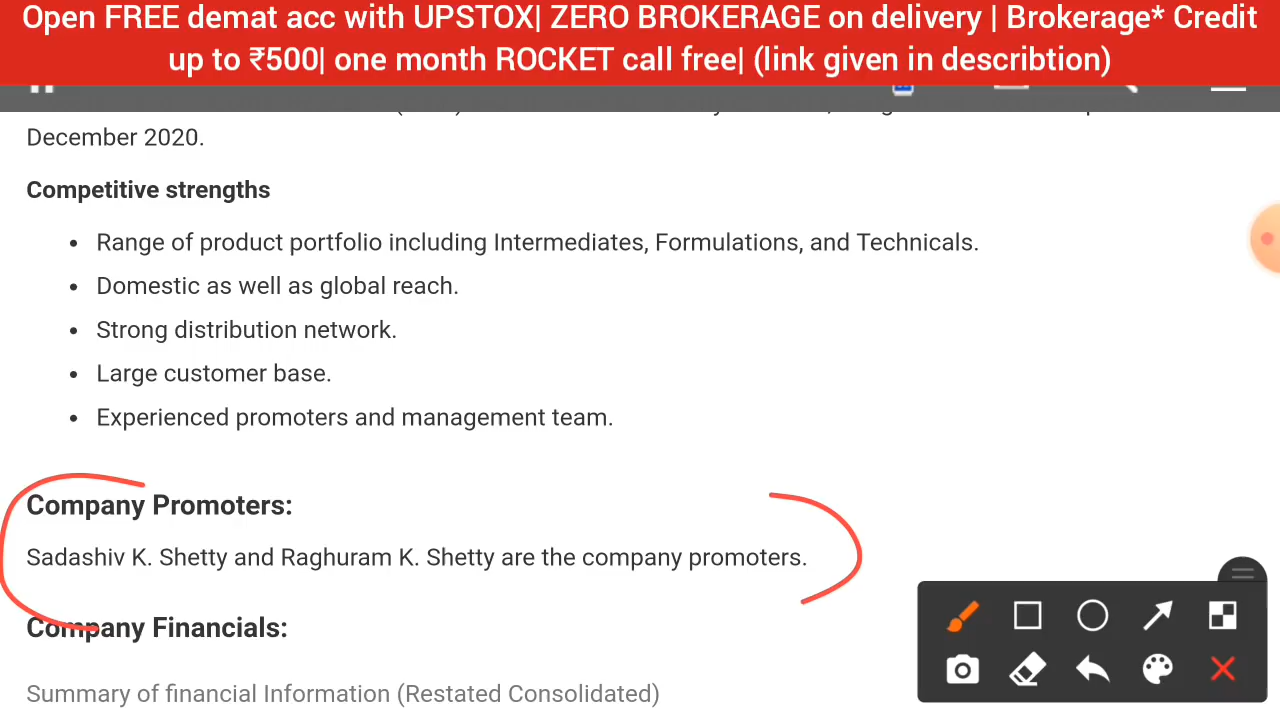 Open FREE demat acc with UPSTOX| ZERO BROKERAGE on delivery | Brokerage* Credit
up to ₹500| one month ROCKET call free| (link given in describtion)
December 2020.
Competitive strengths
• Range of product portfolio including Intermediates, Formulations, and Technicals.
• Domestic as well as global reach.
• Strong distribution network.
• Large customer base.
• Experienced promoters and management team.
Company Promoters:
Sadashiv K. Shetty and Raghuram K. Shetty are the company promoters.
Company Financials:
Summary of financial Information (Restated Consolidated)